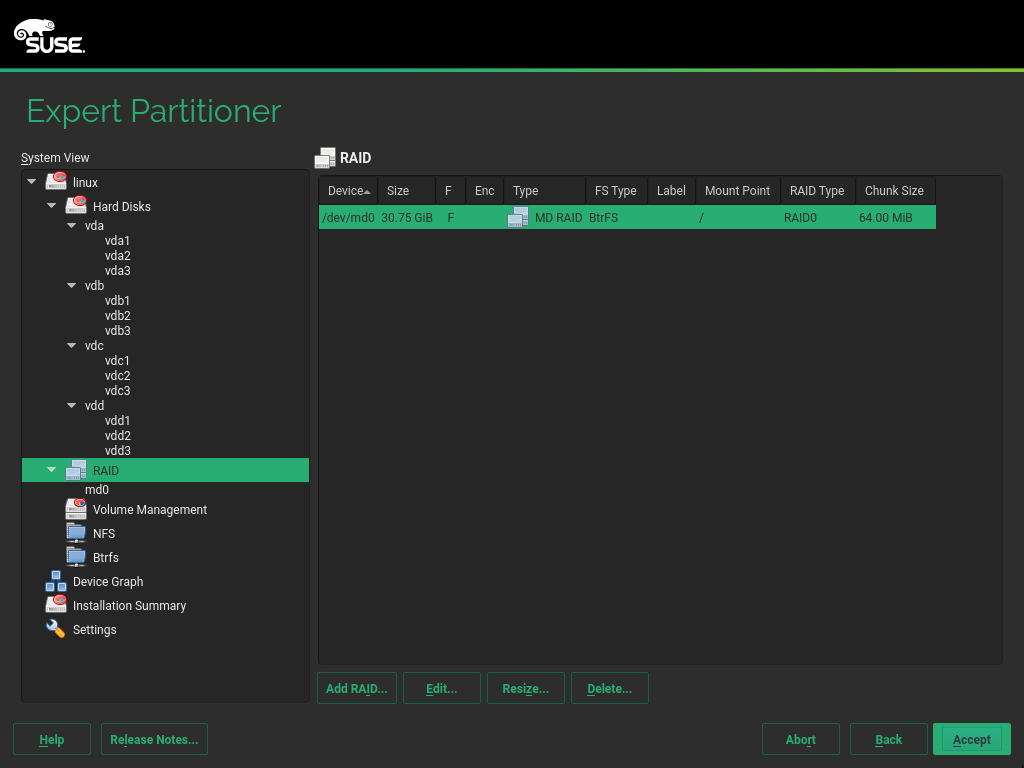 SUSE
Expert Partitioner
System View
linux
Hard Disks
vda
vda1
vda2
vda3
vdb
vdb1
vdb2
vdb3
vdc
vdc1
vdc2
vdc3
vdd
vdd1
vdd2
vdd3
RAID
md0
Volume Management
NFS
Btrfs
Device Graph
Installation Summary
Settings
RAID
Device Size F Enc Type FS Type Label Mount Point RAID Type Chunk Size
/dev/md0 30.75 GiB F MD RAID BtrFS / RAID0 64.00 MiB
Add RAID... Edit... Resize... Delete...
Help Release Notes... Abort Back Accept